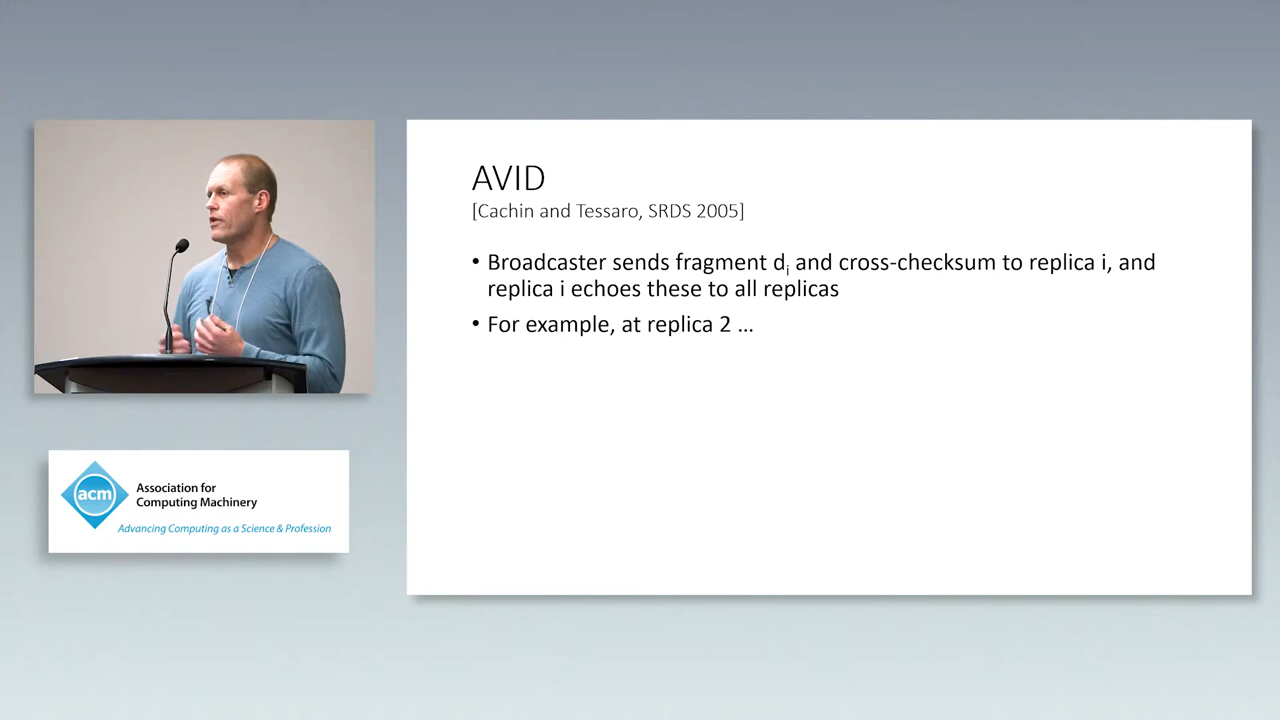 AVID
[Cachin and Tessaro, SRDS 2005]
• Broadcaster sends fragment di and cross-checksum to replica i, and
replica i echoes these to all replicas
• For example, at replica 2 ...
acm
Association for
Computing Machinery
Advancing Computing as a Science & Profession